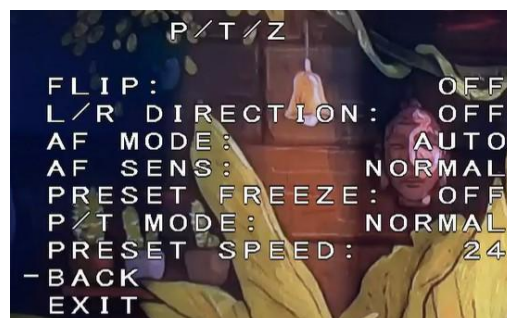 P/T/Z
FLIP: OFF
L/R DIRECTION: OFF
AF MODE: AUTO
AF SENS: NORMAL
PRESET FREEZE: OFF
P/T MODE: NORMAL
PRESET SPEED: 24
-BACK
EXIT